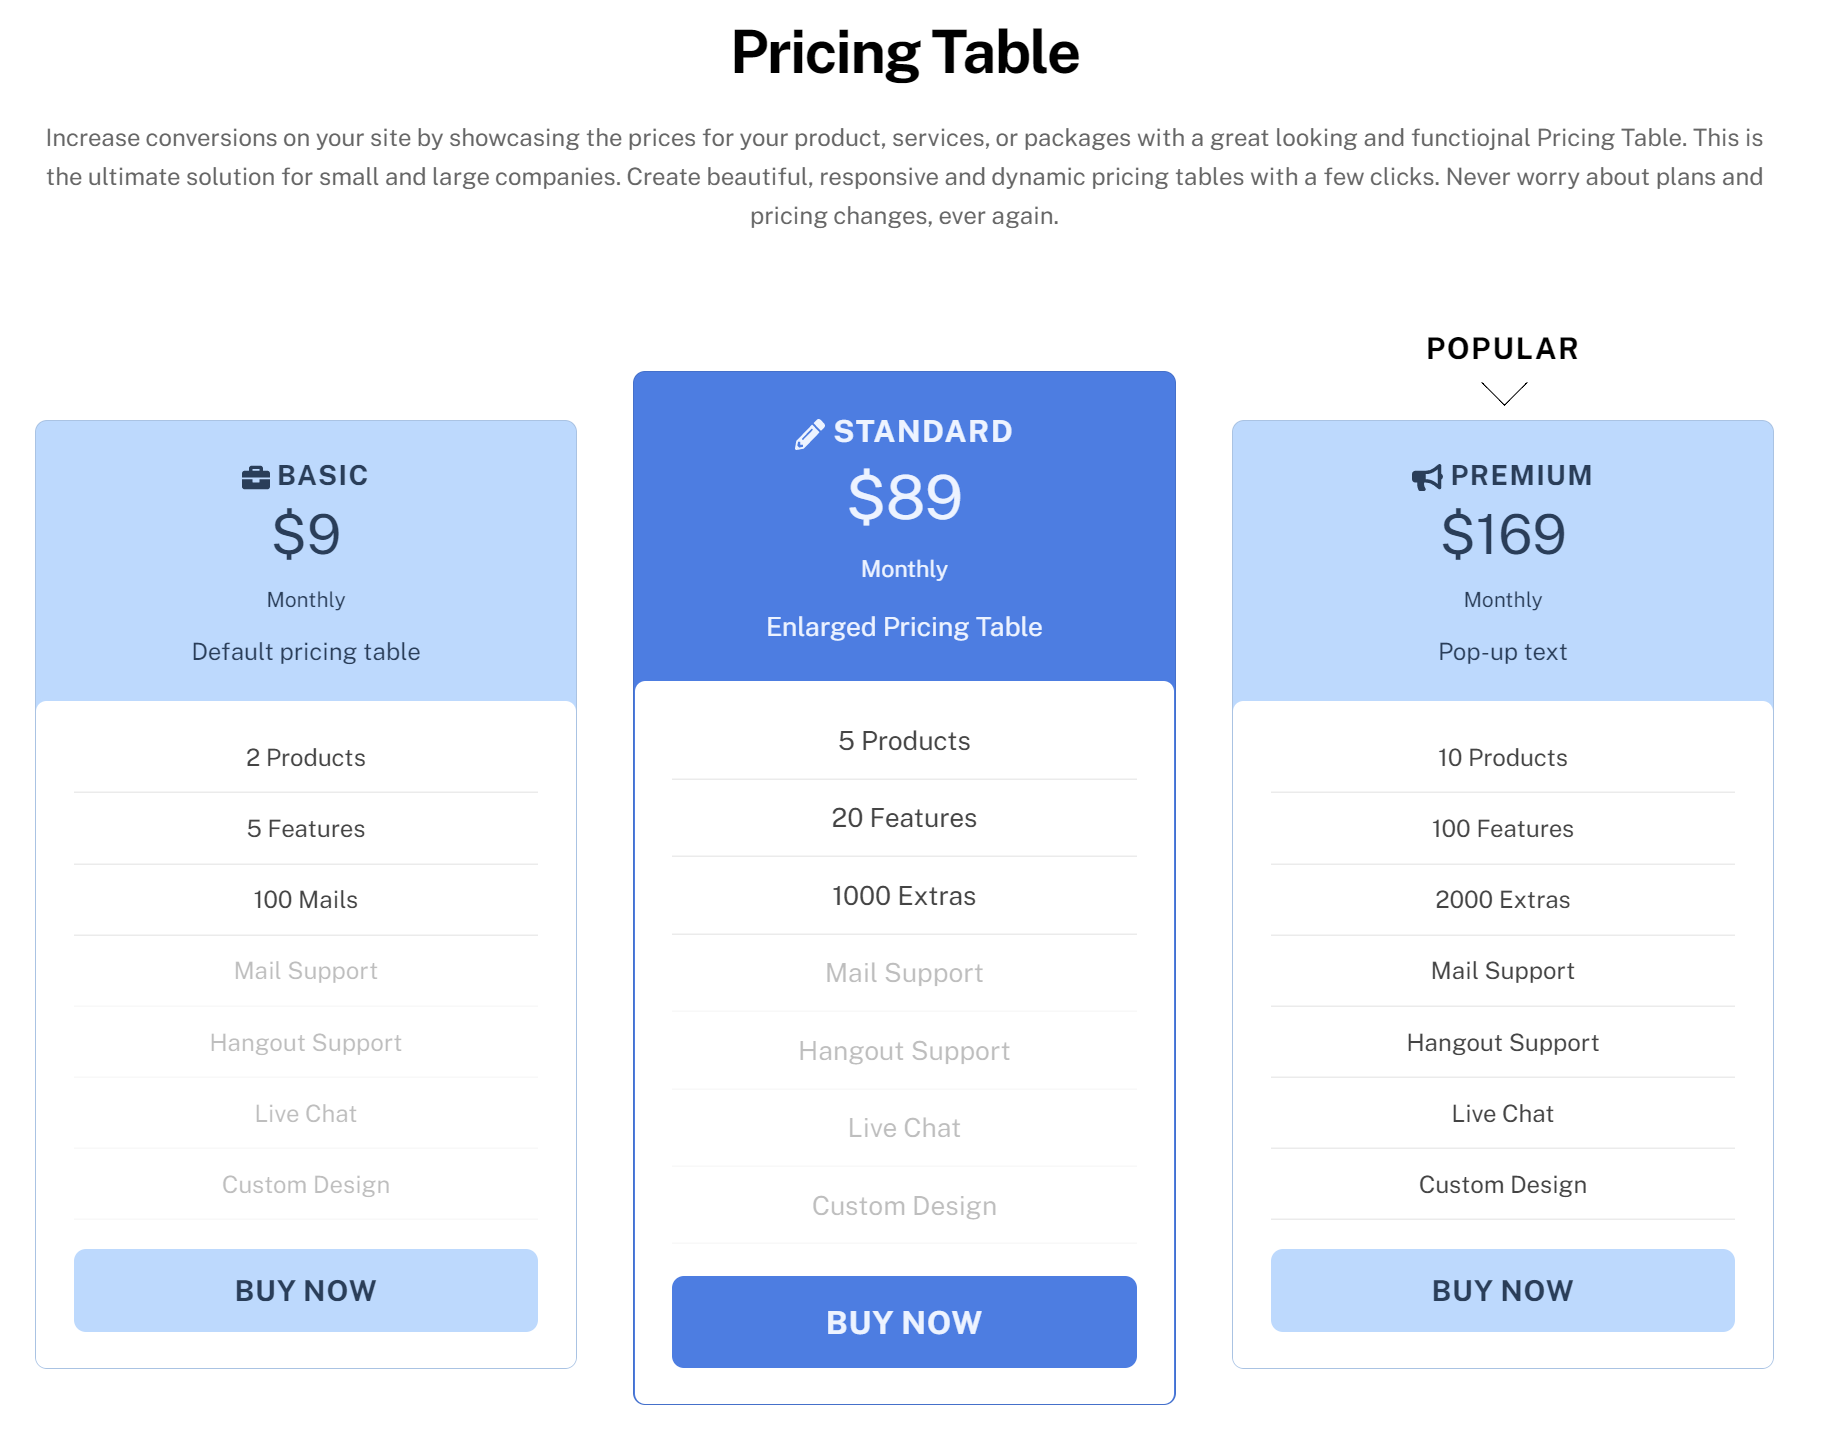 Pricing Table
Increase conversions on your site by showcasing the prices for your product, services, or packages with a great looking and functiojnal Pricing Table. This is
the ultimate solution for small and large companies. Create beautiful, responsive and dynamic pricing tables with a few clicks. Never worry about plans and
pricing changes, ever again.
BASIC
$9
Monthly
Default pricing table
2 Products
5 Features
100 Mails
Mail Support
Hangout Support
Live Chat
Custom Design
BUY NOW
STANDARD
$89
Monthly
Enlarged Pricing Table
5 Products
20 Features
1000 Extras
Mail Support
Hangout Support
Live Chat
Custom Design
BUY NOW
POPULAR
PREMIUM
$169
Monthly
Pop-up text
10 Products
100 Features
2000 Extras
Mail Support
Hangout Support
Live Chat
Custom Design
BUY NOW